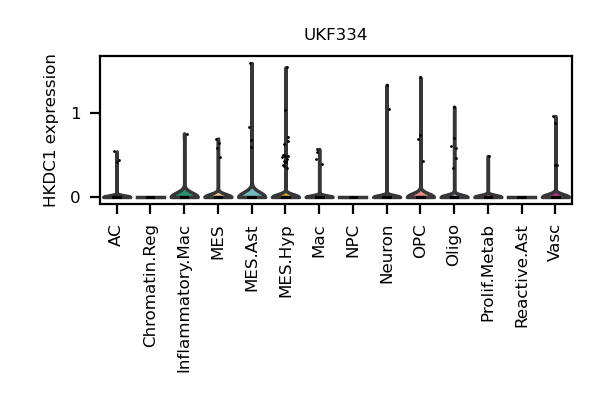 UKF334
HKDC1 expression
1
0
AC
Chromatin.Reg
Inflammatory.Mac
MES
MES.Ast
MES.Hyp
Mac
NPC
Neuron
OPC
Oligo
Prolif.Metab
Reactive.Ast
Vasc